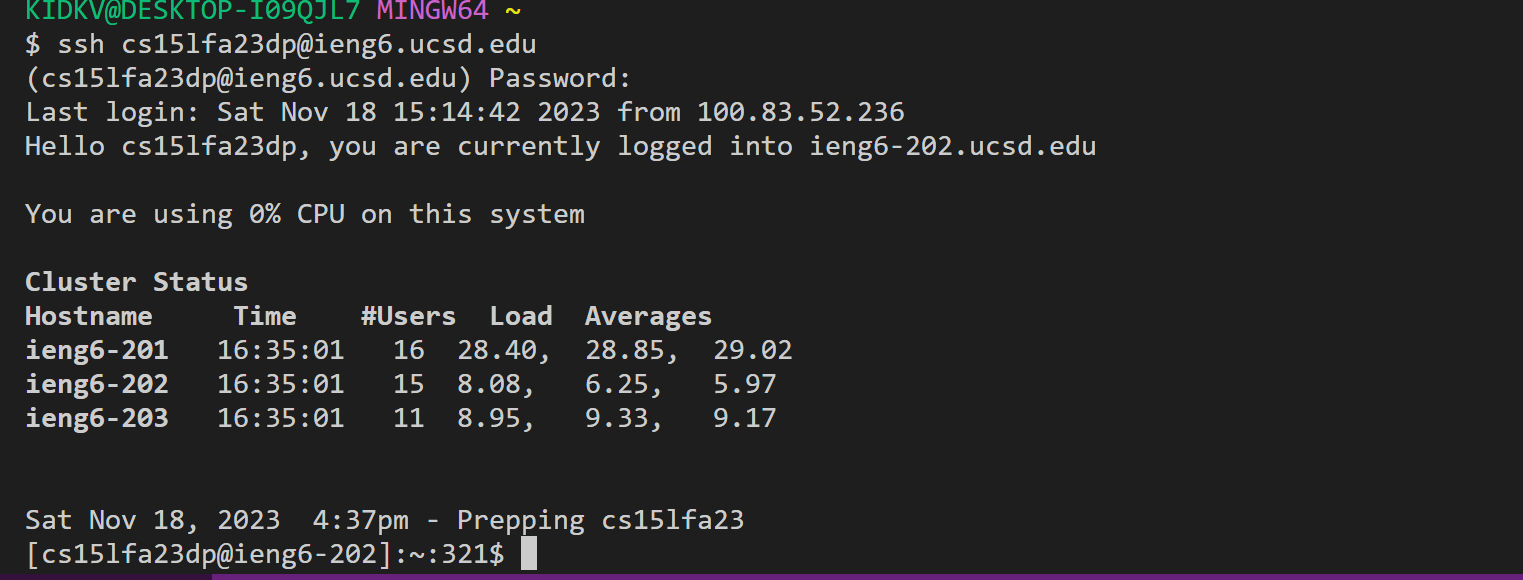 KIDKV@DESKTOP-I09QJL7 MINGW64 ~
$ ssh cs15lfa23dp@ieng6.ucsd.edu
(cs15lfa23dp@ieng6.ucsd.edu) Password:
Last login: Sat Nov 18 15:14:42 2023 from 100.83.52.236
Hello cs15lfa23dp, you are currently logged into ieng6-202.ucsd.edu
You are using 0% CPU on this system
Cluster Status
Hostname     Time    #Users  Load  Averages
ieng6-201   16:35:01   16  28.40,  28.85,  29.02
ieng6-202   16:35:01   15  8.08,   6.25,   5.97
ieng6-203   16:35:01   11  8.95,   9.33,   9.17
Sat Nov 18, 2023  4:37pm - Prepping cs15lfa23
[cs15lfa23dp@ieng6-202]:~:321$